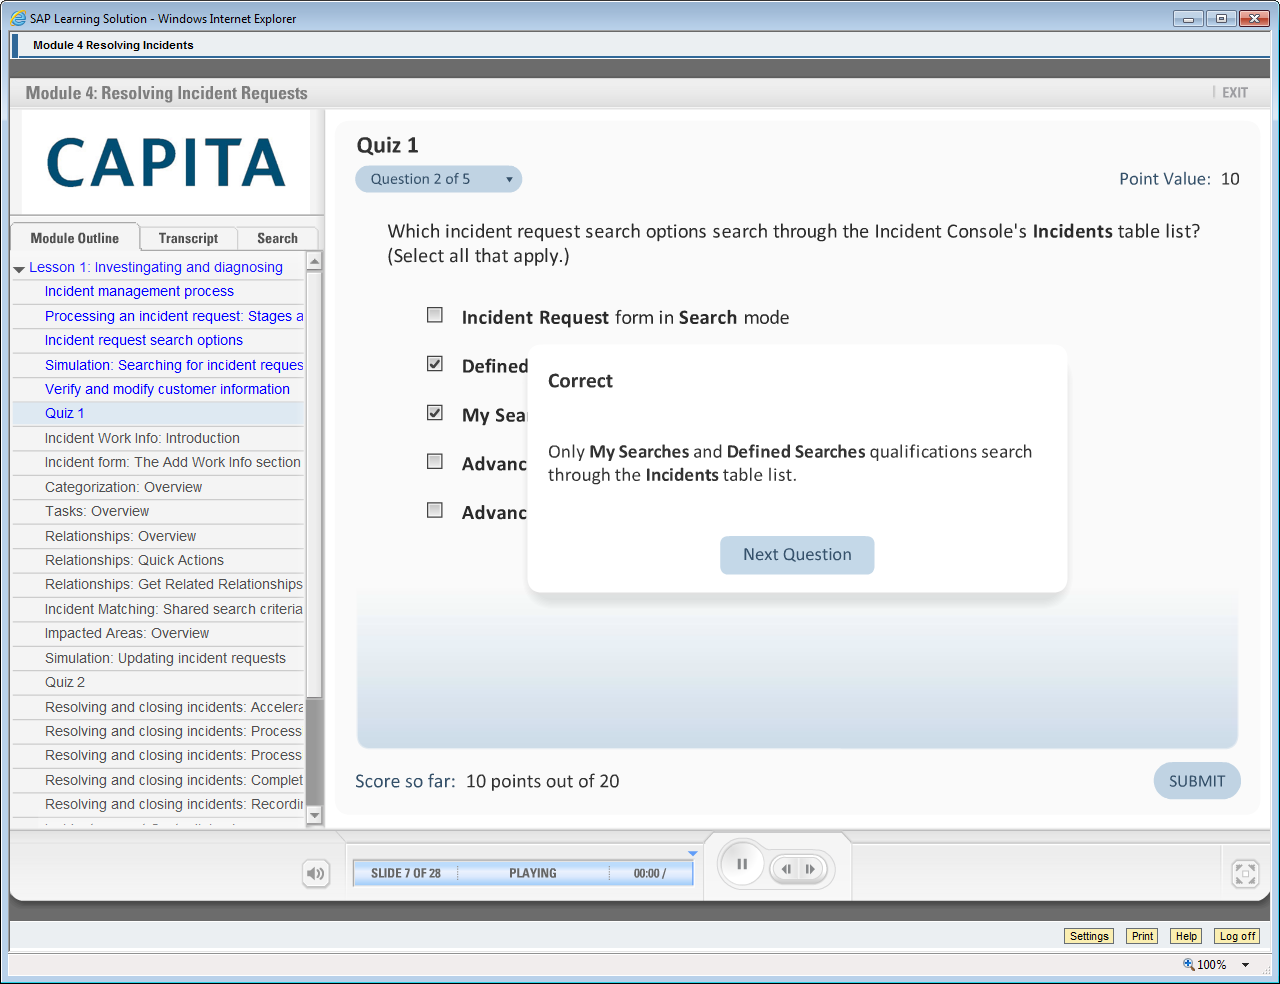 SAP Learning Solution - Windows Internet Explorer
Module 4 Resolving Incidents
Module 4: Resolving Incident Requests
EXIT
CAPITA
Module Outline
Transcript
Search
Lesson 1: Investingating and diagnosing
Incident management process
Processing an incident request: Stages a
Incident request search options
Simulation: Searching for incident reques
Verify and modify customer information
Quiz 1
Incident Work Info: Introduction
Incident form: The Add Work Info section
Categorization: Overview
Tasks: Overview
Relationships: Overview
Relationships: Quick Actions
Relationships: Get Related Relationships
Incident Matching: Shared search criteria
Impacted Areas: Overview
Simulation: Updating incident requests
Quiz 2
Resolving and closing incidents: Accelera
Resolving and closing incidents: Process
Resolving and closing incidents: Process
Resolving and closing incidents: Complet
Resolving and closing incidents: Recordin
Quiz 1
Question 2 of 5
Point Value: 10
Which incident request search options search through the Incident Console's Incidents table list?
(Select all that apply.)
Incident Request form in Search mode
Defined
My Sea
Advanc
Advanc
Correct
Only My Searches and Defined Searches qualifications search
through the Incidents table list.
Next Question
Score so far: 10 points out of 20
SUBMIT
SLIDE 7 OF 28
PLAYING
00:00 /
Settings
Print
Help
Log off
100%